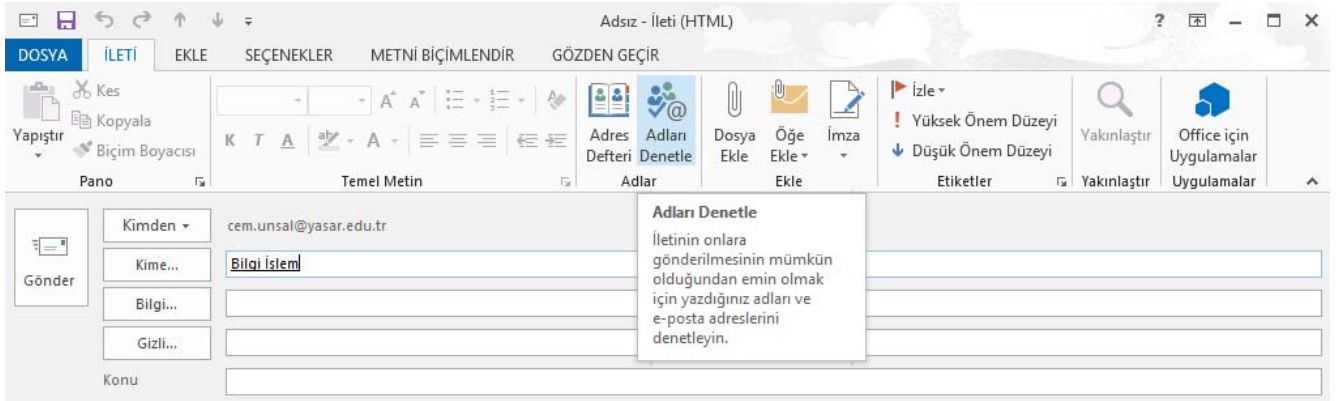 Adsız - İleti (HTML)
?
DOSYA İLETİ EKLE SEÇENEKLER METNİ BİÇİMLENDİR GÖZDEN GEÇİR
Yapıştır
Kes
Kopyala
Biçim Boyacısı
Pano
K T A A
Temel Metin
Adres Defteri
Adları Denetle
Adlar
Dosya Ekle
Öğe Ekle
İmza
Ekle
İzle
Yüksek Önem Düzeyi
Düşük Önem Düzeyi
Etiketler
Yakınlaştır
Yakınlaştır
Office için Uygulamalar
Uygulamalar
Gönder
Kimden cem.unsal@yasar.edu.tr
Kime... Bilgi İslem
Bilgi...
Gizli...
Konu
Adları Denetle
İletinin onlara
gönderilmesinin mümkün
olduğundan emin olmak
için yazdığınız adları ve
e-posta adreslerini
denetleyin.